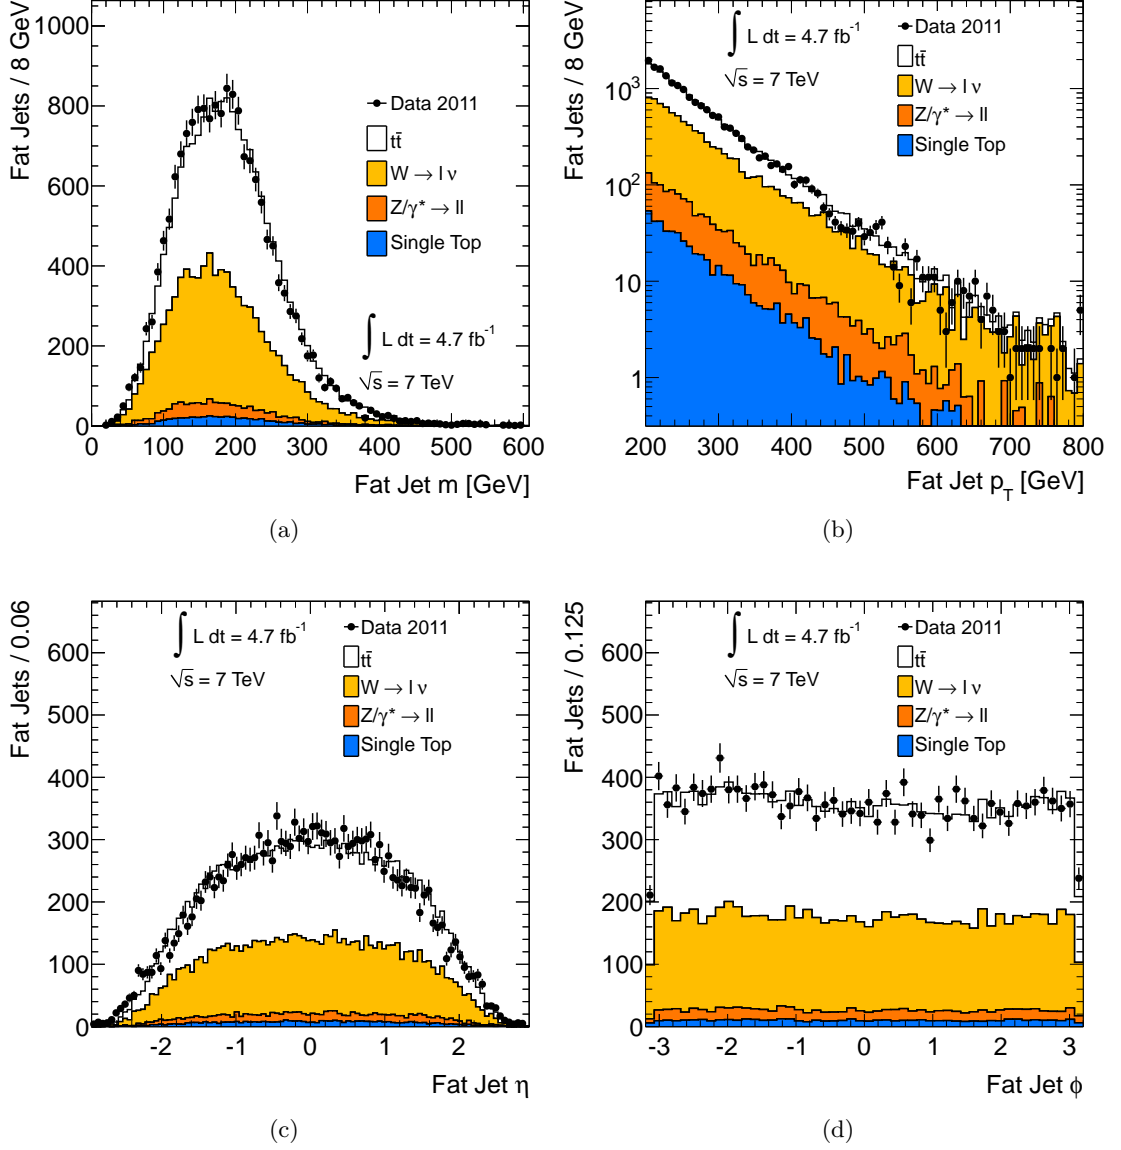 Fat Jets / 8 GeV
1000
800
600
400
200
0
0 100 200 300 400 500 600
Fat Jet m [GeV]
Data 2011
tt̄
W → l ν
Z/γ* → ll
Single Top
∫ L dt = 4.7 fb⁻¹
√s = 7 TeV
(a)
Fat Jets / 8 GeV
10³
10²
10
1
200 300 400 500 600 700 800
Fat Jet p_T [GeV]
∫ L dt = 4.7 fb⁻¹
√s = 7 TeV
Data 2011
tt̄
W → l ν
Z/γ* → ll
Single Top
(b)
Fat Jets / 0.06
600
500
400
300
200
100
0
-2 -1 0 1 2
Fat Jet η
∫ L dt = 4.7 fb⁻¹
√s = 7 TeV
Data 2011
tt̄
W → l ν
Z/γ* → ll
Single Top
(c)
Fat Jets / 0.125
600
500
400
300
200
100
0
-3 -2 -1 0 1 2 3
Fat Jet ϕ
∫ L dt = 4.7 fb⁻¹
√s = 7 TeV
Data 2011
tt̄
W → l ν
Z/γ* → ll
Single Top
(d)